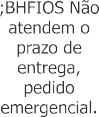 ;BHFIOS Não
atendem o
prazo de
entrega,
pedido
emergencial.